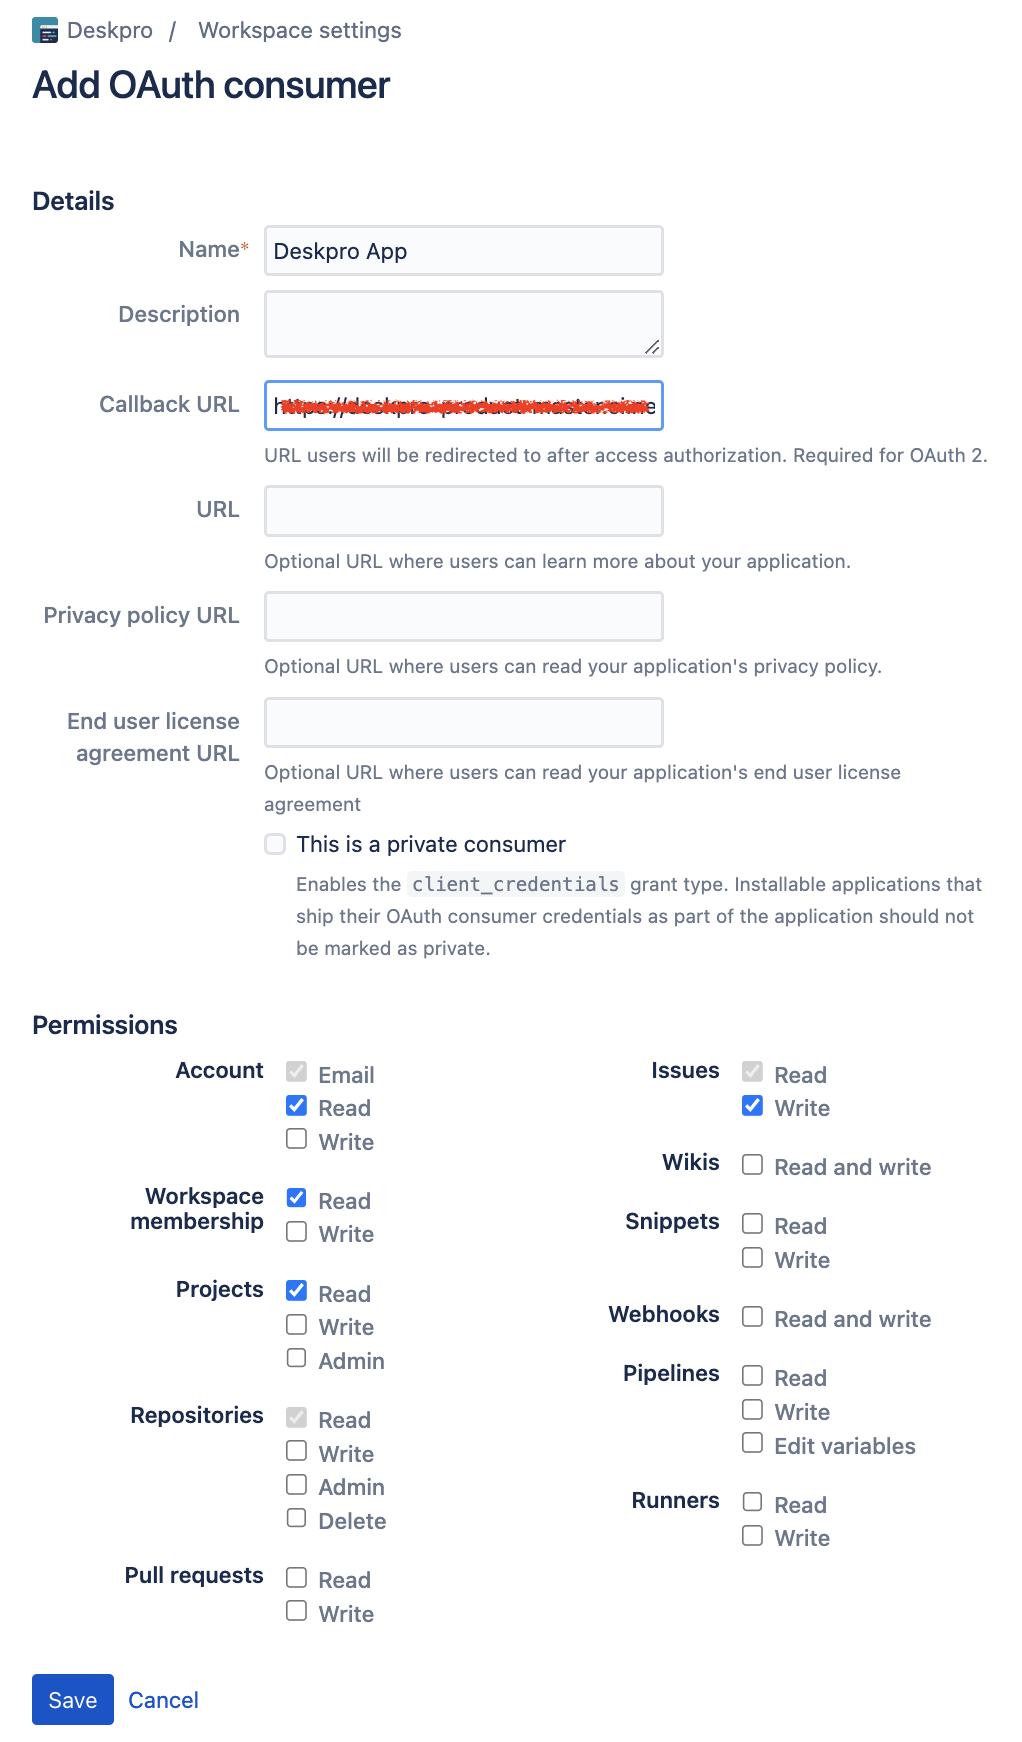 Deskpro / Workspace settings
Add OAuth consumer
Details
Name*
Deskpro App
Description
Callback URL
URL users will be redirected to after access authorization. Required for OAuth 2.
URL
Optional URL where users can learn more about your application.
Privacy policy URL
Optional URL where users can read your application's privacy policy.
End user license
agreement URL
Optional URL where users can read your application's end user license
agreement
This is a private consumer
Enables the client_credentials grant type. Installable applications that
ship their OAuth consumer credentials as part of the application should not
be marked as private.
Permissions
Account
Email
Read
Write
Workspace
membership
Read
Write
Projects
Read
Write
Admin
Repositories
Read
Write
Admin
Delete
Pull requests
Read
Write
Issues
Read
Write
Wikis
Read and write
Snippets
Read
Write
Webhooks
Read and write
Pipelines
Read
Write
Edit variables
Runners
Read
Write
Save Cancel